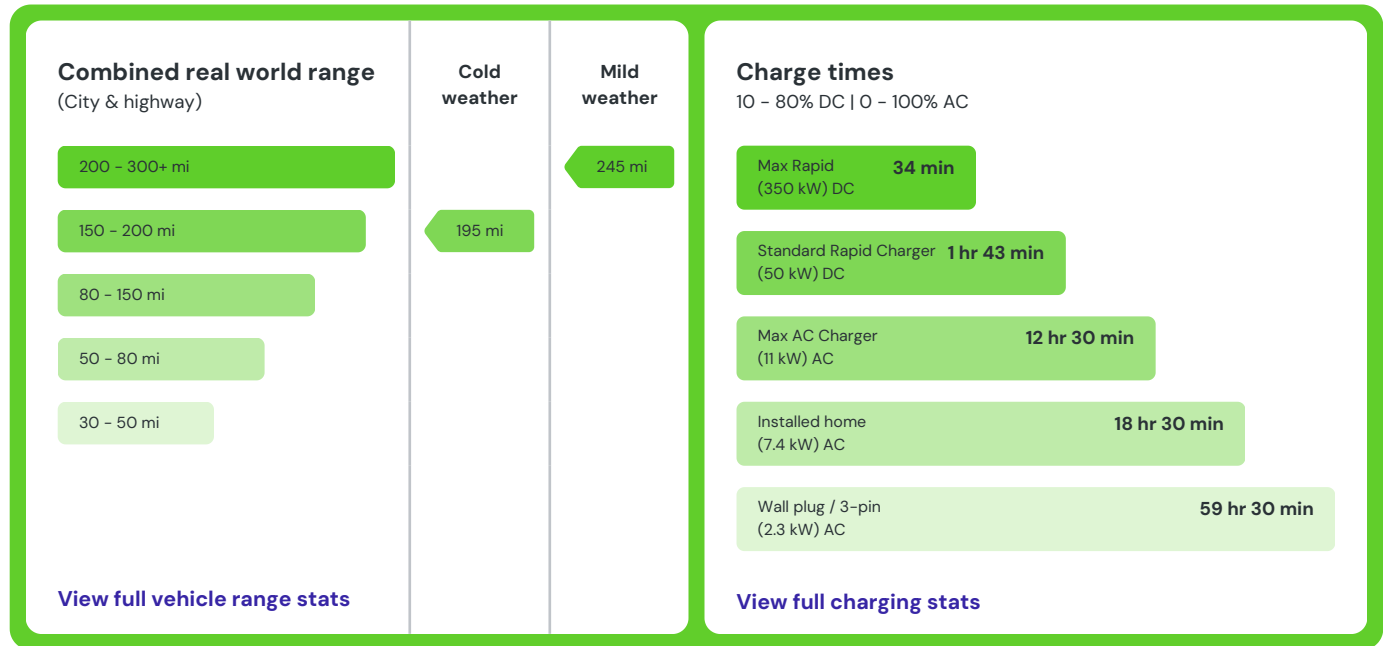 Combined real world range
(City & highway)
Cold
weather
Mild
weather
200 - 300+ mi
245 mi
150 - 200 mi
195 mi
80 - 150 mi
50 - 80 mi
30 - 50 mi
View full vehicle range stats
Charge times
10 - 80% DC | 0 - 100% AC
Max Rapid
(350 kW) DC
34 min
Standard Rapid Charger
(50 kW) DC
1 hr 43 min
Max AC Charger
(11 kW) AC
12 hr 30 min
Installed home
(7.4 kW) AC
18 hr 30 min
Wall plug / 3-pin
(2.3 kW) AC
59 hr 30 min
View full charging stats